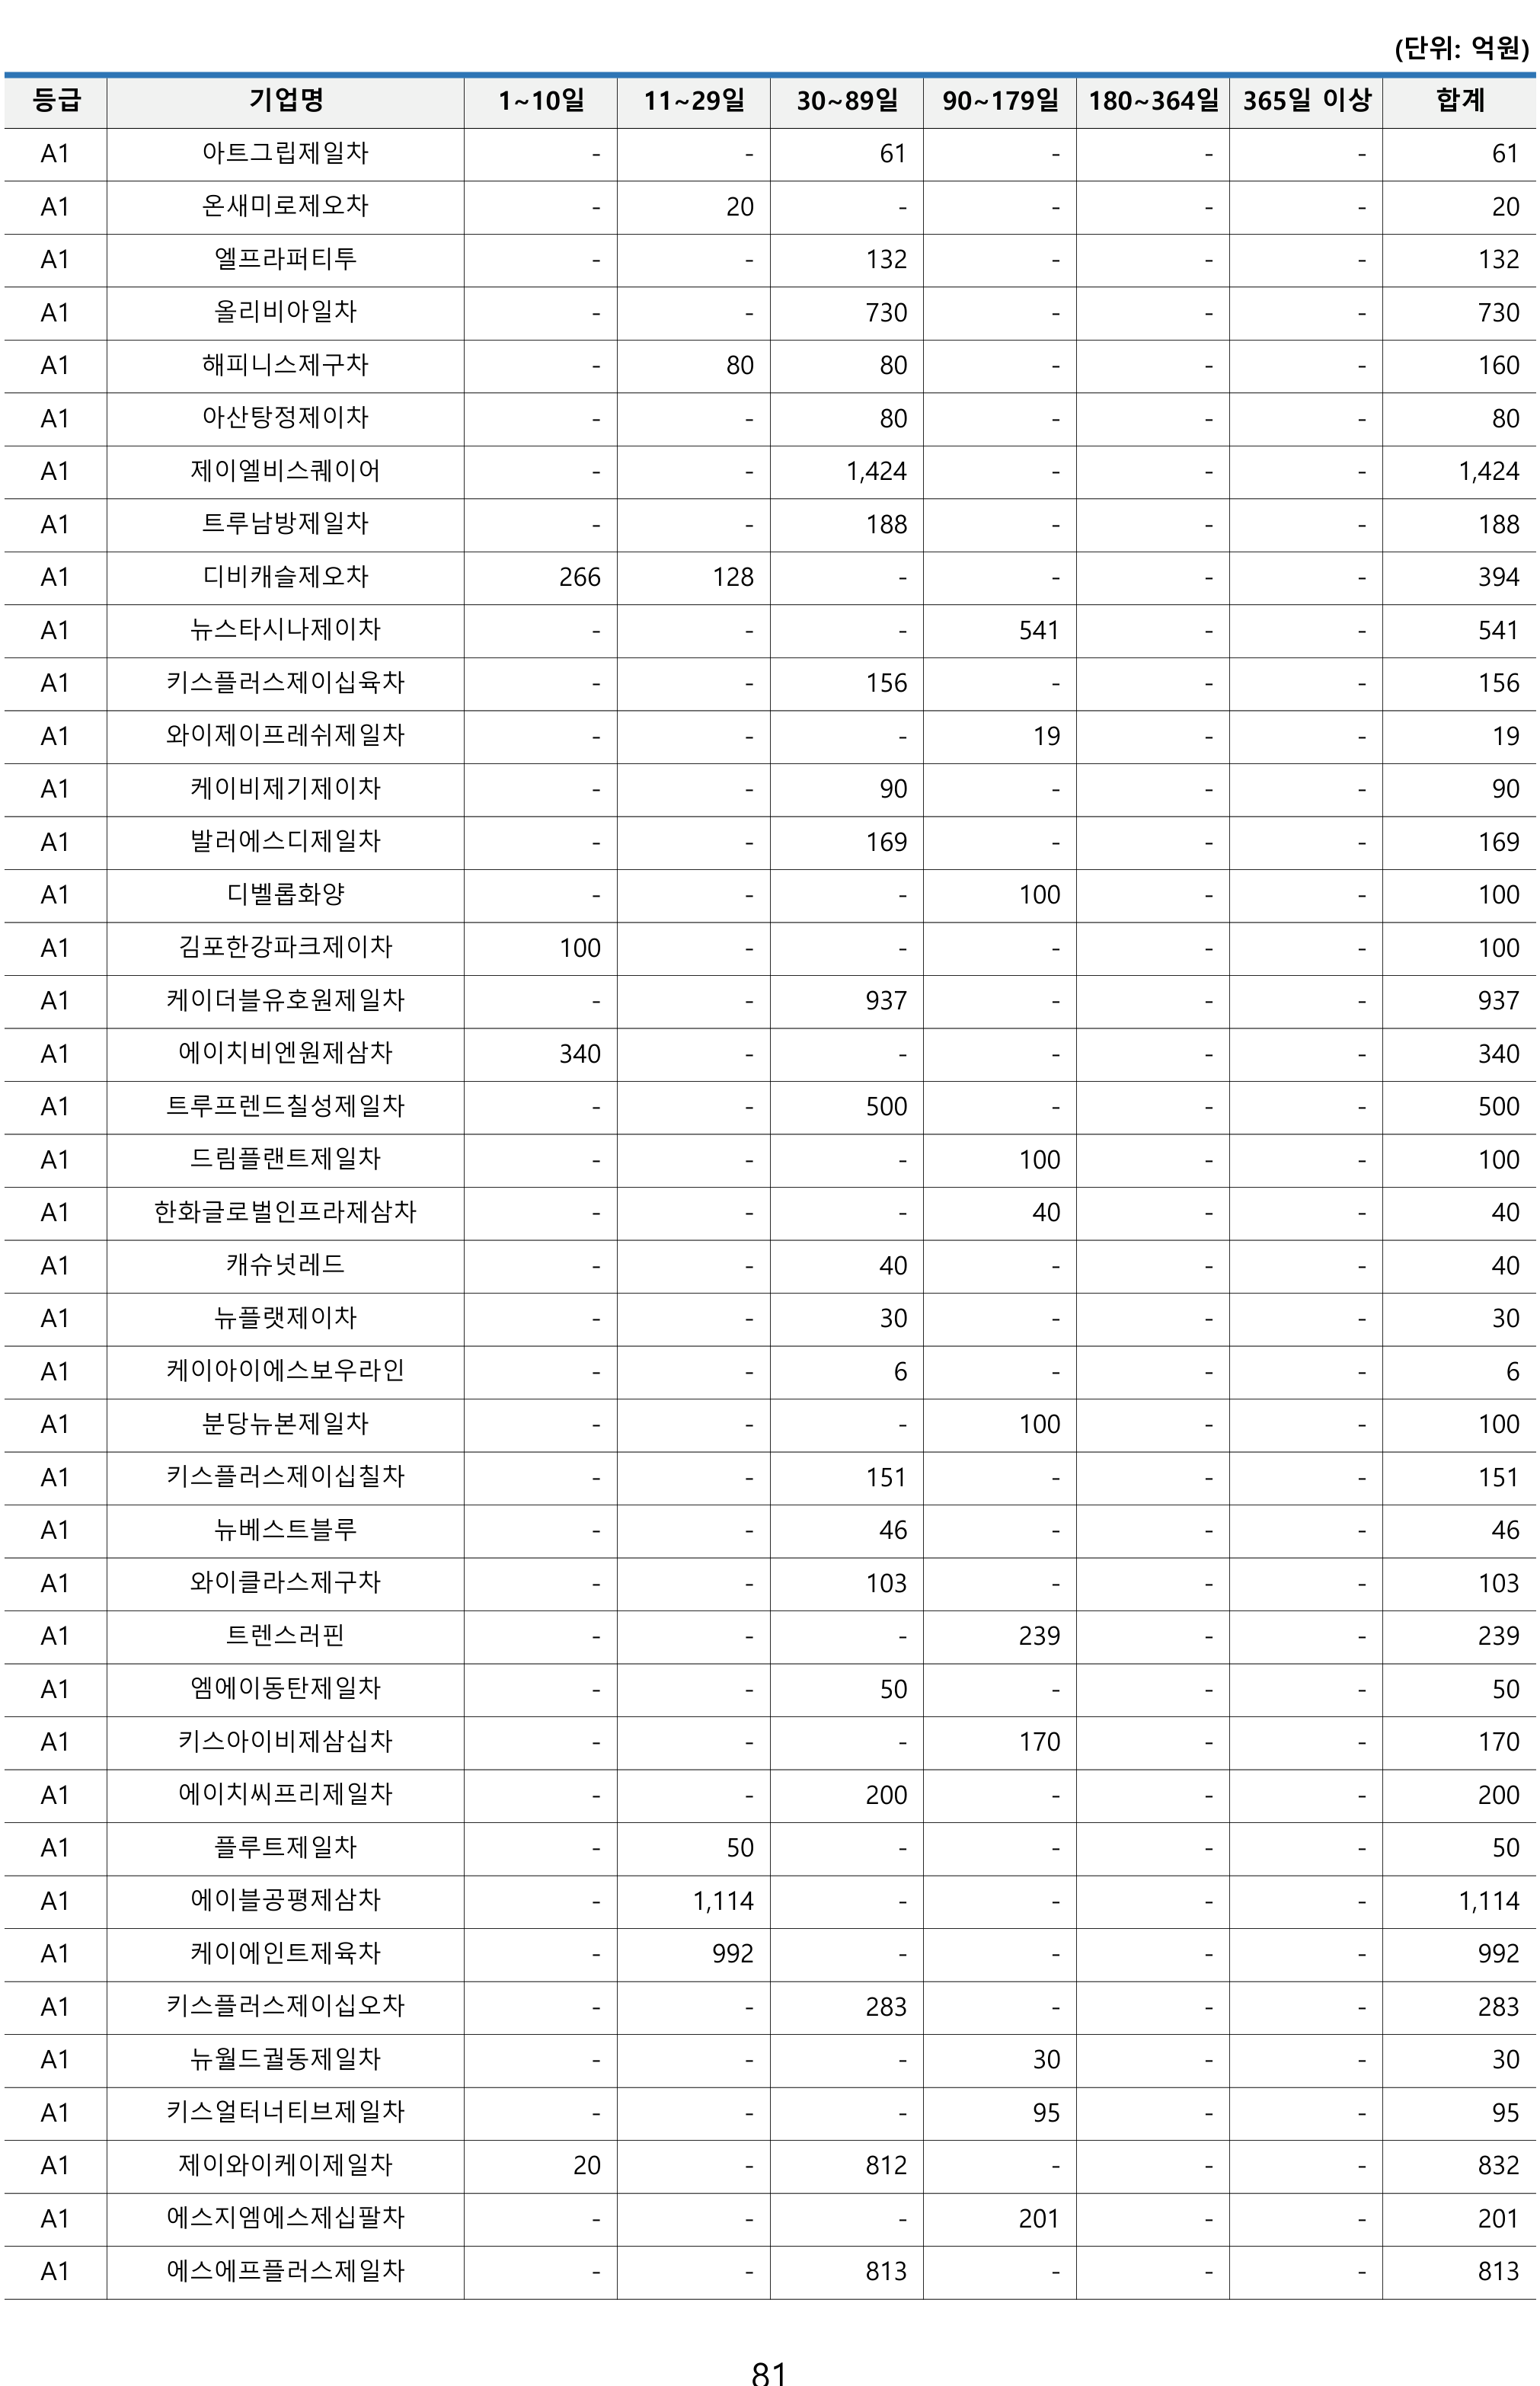 (단위: 억원)
등급 기업명 1~10일 11~29일 30~89일 90~179일 180~364일 365일 이상 합계
A1 아트그립제일차 - - 61 - - - 61
A1 온새미로제오차 - 20 - - - - 20
A1 엘프라퍼티투 - - 132 - - - 132
A1 올리비아일차 - - 730 - - - 730
A1 해피니스제구차 - 80 80 - - - 160
A1 아산탕정제이차 - - 80 - - - 80
A1 제이엘비스퀘이어 - - 1,424 - - - 1,424
A1 트루남방제일차 - - 188 - - - 188
A1 디비캐슬제오차 266 128 - - - - 394
A1 뉴스타시나제이차 - - - 541 - - 541
A1 키스플러스제이십육차 - - 156 - - - 156
A1 와이제이프레쉬제일차 - - - 19 - - 19
A1 케이비제기제이차 - - 90 - - - 90
A1 발러에스디제일차 - - 169 - - - 169
A1 디벨롭화양 - - - 100 - - 100
A1 김포한강파크제이차 100 - - - - - 100
A1 케이더블유호원제일차 - - 937 - - - 937
A1 에이치비엔원제삼차 340 - - - - - 340
A1 트루프렌드칠성제일차 - - 500 - - - 500
A1 드림플랜트제일차 - - - 100 - - 100
A1 한화글로벌인프라제삼차 - - - 40 - - 40
A1 캐슈넛레드 - - 40 - - - 40
A1 뉴플랫제이차 - - 30 - - - 30
A1 케이아이에스보우라인 - - 6 - - - 6
A1 분당뉴본제일차 - - - 100 - - 100
A1 키스플러스제이십칠차 - - 151 - - - 151
A1 뉴베스트블루 - - 46 - - - 46
A1 와이클라스제구차 - - 103 - - - 103
A1 트렌스러핀 - - - 239 - - 239
A1 엠에이동탄제일차 - - 50 - - - 50
A1 키스아이비제삼십차 - - - 170 - - 170
A1 에이치씨프리제일차 - - 200 - - - 200
A1 플루트제일차 - 50 - - - - 50
A1 에이블공평제삼차 - 1,114 - - - - 1,114
A1 케이에인트제육차 - 992 - - - - 992
A1 키스플러스제이십오차 - - 283 - - - 283
A1 뉴월드궐동제일차 - - - 30 - - 30
A1 키스얼터너티브제일차 - - - 95 - - 95
A1 제이와이케이제일차 20 - 812 - - - 832
A1 에스지엠에스제십팔차 - - - 201 - - 201
A1 에스에프플러스제일차 - - 813 - - - 813
81